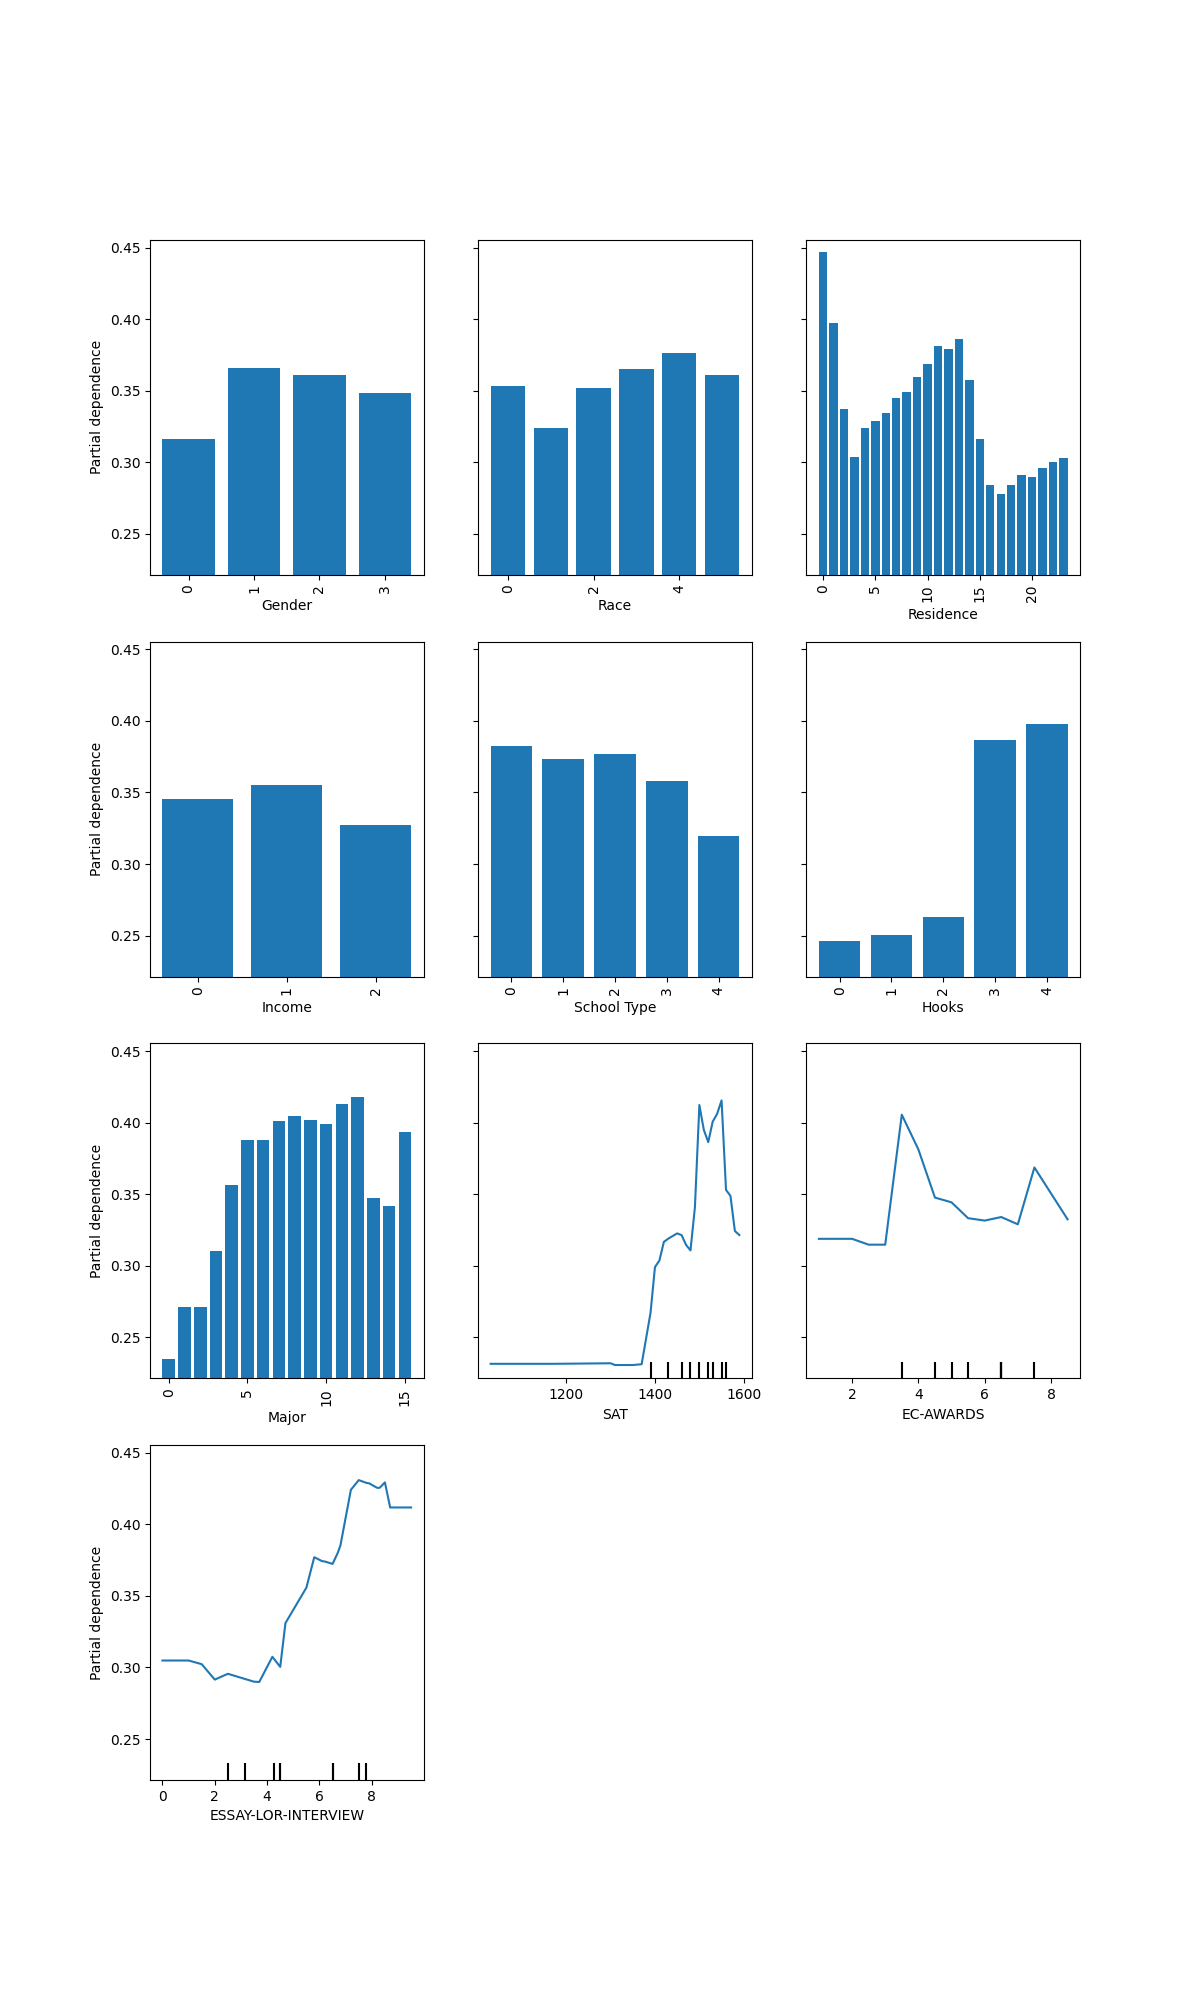 0.45
0.40
0.35
0.30
0.25
Partial dependence
0 1 2 3
Gender
0 2 4
Race
0 5 10 15 20
Residence
0.45
0.40
0.35
0.30
0.25
Partial dependence
0 1 2
Income
0 1 2 3 4
School Type
0 1 2 3 4
Hooks
0.45
0.40
0.35
0.30
0.25
Partial dependence
0 5 10 15
Major
1200 1400 1600
SAT
2 4 6 8
EC-AWARDS
0.45
0.40
0.35
0.30
0.25
Partial dependence
0 2 4 6 8
ESSAY-LOR-INTERVIEW